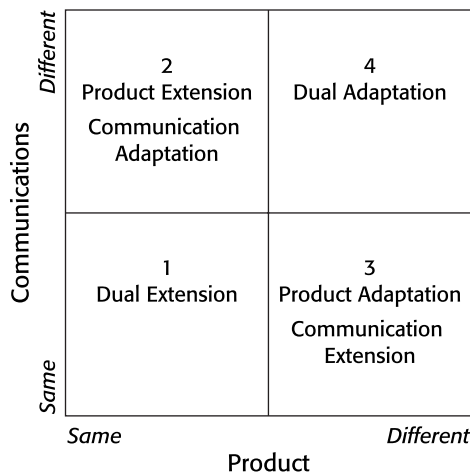 Different
Communications
Same
2
Product Extension
Communication
Adaptation
4
Dual Adaptation
1
Dual Extension
3
Product Adaptation
Communication
Extension
Same
Different
Product